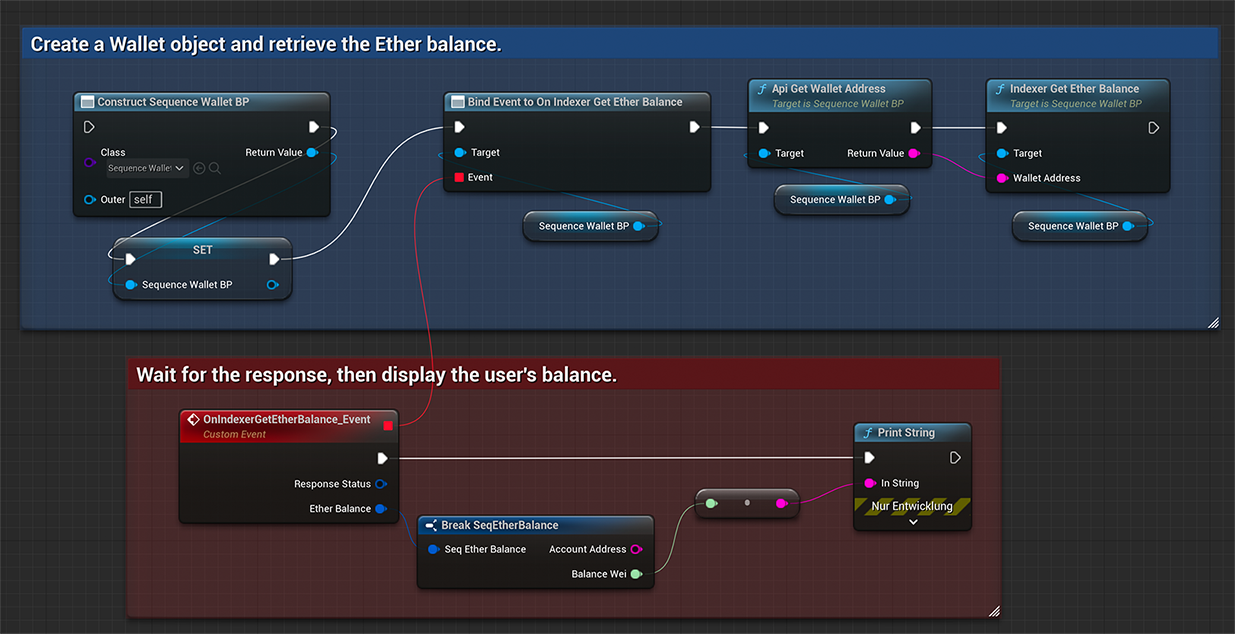 Create a Wallet object and retrieve the Ether balance.
Construct Sequence Wallet BP
Class
Sequence Wallet
Return Value
Outer self
SET
Sequence Wallet BP
Bind Event to On Indexer Get Ether Balance
Target
Event
Sequence Wallet BP
Api Get Wallet Address
Target is Sequence Wallet BP
Target
Return Value
Sequence Wallet BP
Indexer Get Ether Balance
Target is Sequence Wallet BP
Target
Wallet Address
Sequence Wallet BP
Wait for the response, then display the user's balance.
OnIndexerGetEtherBalance_Event
Custom Event
Response Status
Ether Balance
Break SeqEtherBalance
Seq Ether Balance
Account Address
Balance Wei
Print String
In String
Nur Entwicklung